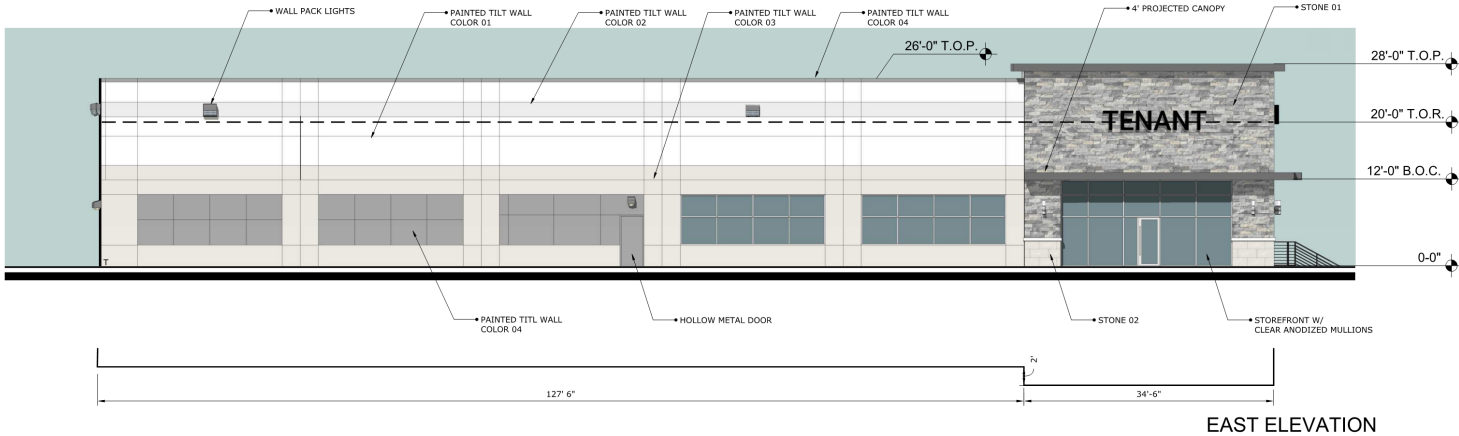 WALL PACK LIGHTS
PAINTED TILT WALL
COLOR 01
PAINTED TILT WALL
COLOR 02
PAINTED TILT WALL
COLOR 03
PAINTED TILT WALL
COLOR 04
4' PROJECTED CANOPY
STONE 01
26'-0" T.O.P.
28'-0" T.O.P.
TENANT
20'-0" T.O.R.
12'-0" B.O.C.
T
0-0"
PAINTED TITL WALL
COLOR 04
HOLLOW METAL DOOR
STONE 02
STOREFRONT W/
CLEAR ANODIZED MULLIONS
2'
127' 6"
34'-6"
EAST ELEVATION